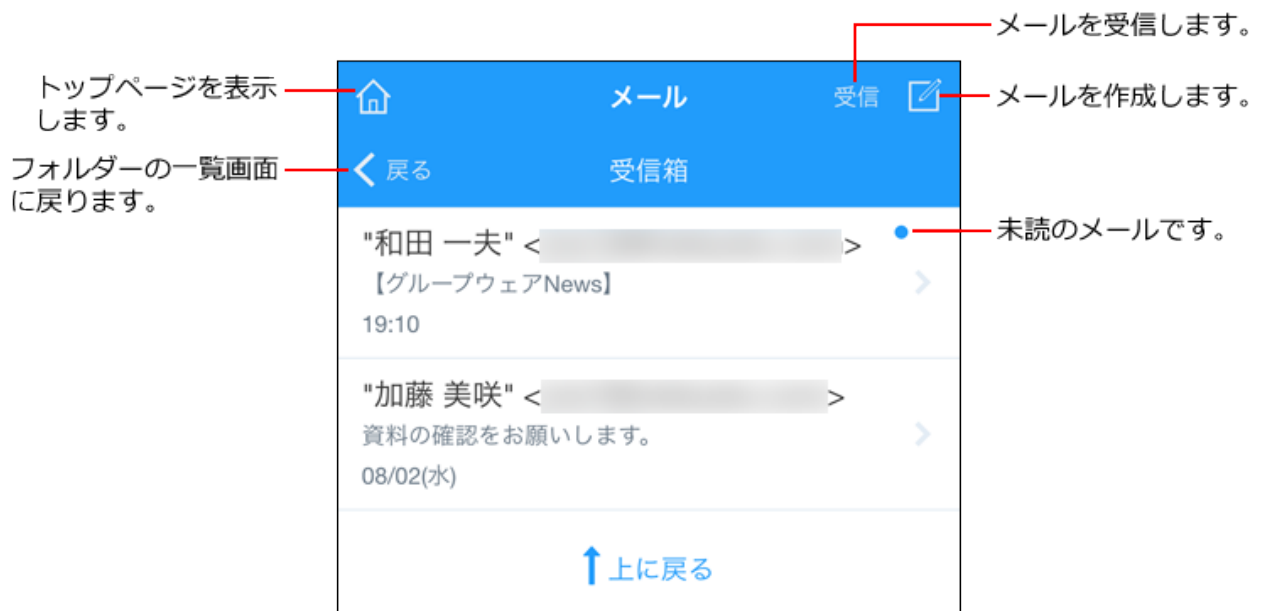 メールを受信します。
トップページを表示
します。
メール
受信
メールを作成します。
フォルダーの一覧画面
に戻ります。
戻る
受信箱
未読のメールです。
"和田 一夫" < >
【グループウェアNews】
19:10
"加藤 美咲" < >
資料の確認をお願いします。
08/02(水)
上に戻る